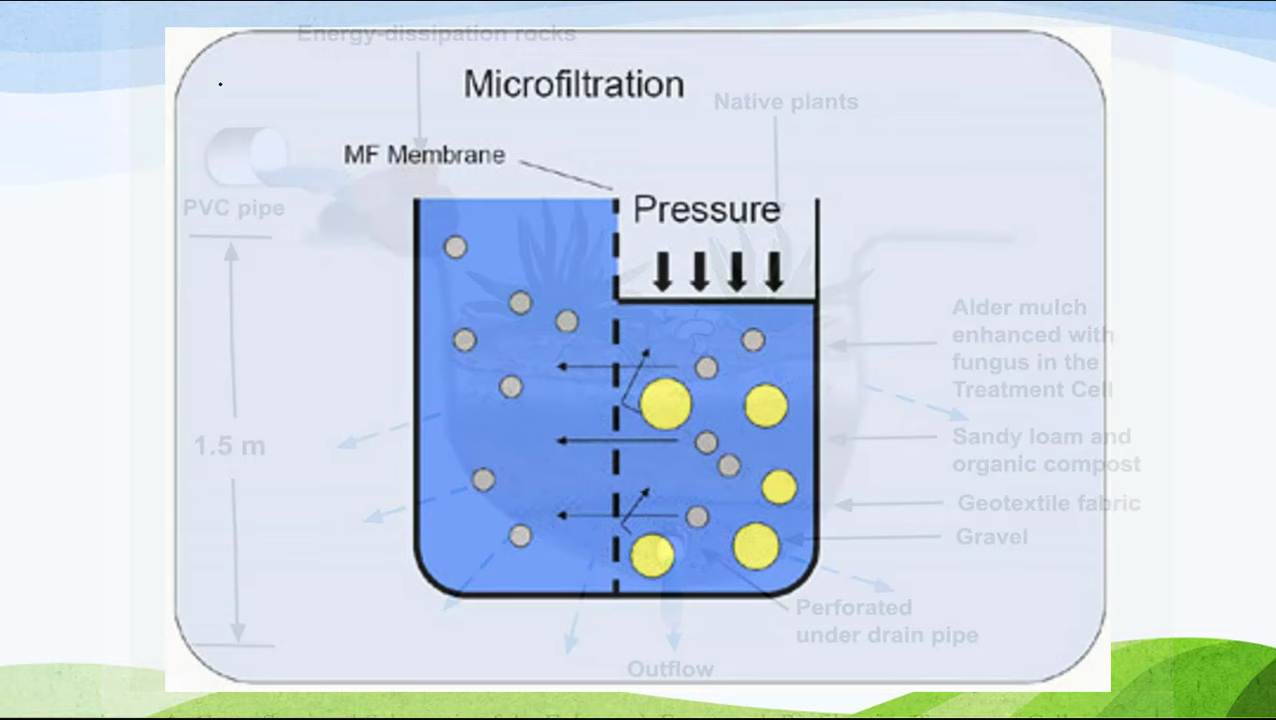 Energy-dissipation rocks
Microfiltration
Native plants
MF Membrane
PVC pipe
Pressure
Alder mulch
enhanced with
fungus in the
Treatment Cell
1.5 m
Sandy loam and
organic compost
Geotextile fabric
Gravel
Perforated
under drain pipe
Outflow